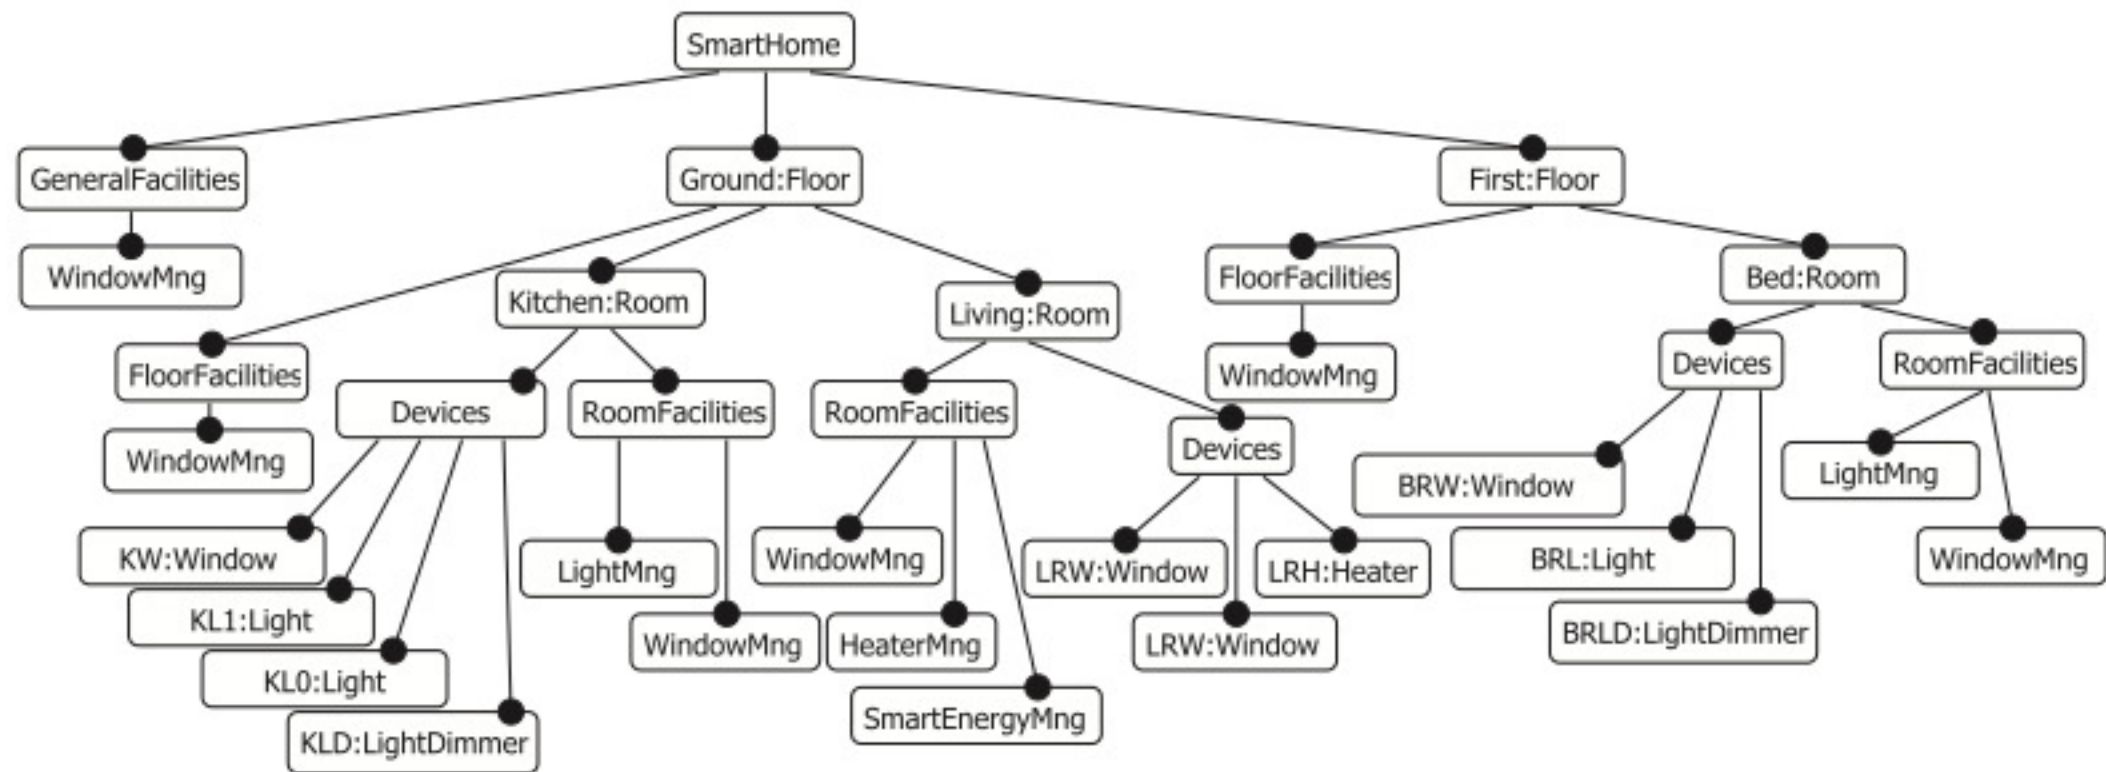 SmartHome
GeneralFacilities
Ground:Floor
First:Floor
WindowMng
Kitchen:Room
Living:Room
FloorFacilities
Bed:Room
FloorFacilities
Devices
RoomFacilities
RoomFacilities
WindowMng
Devices
RoomFacilities
WindowMng
Devices
BRW:Window
LightMng
KW:Window
LightMng
WindowMng
LRW:Window
LRH:Heater
BRL:Light
WindowMng
KL1:Light
WindowMng
HeaterMng
LRW:Window
BRLD:LightDimmer
KL0:Light
SmartEnergyMng
KLD:LightDimmer